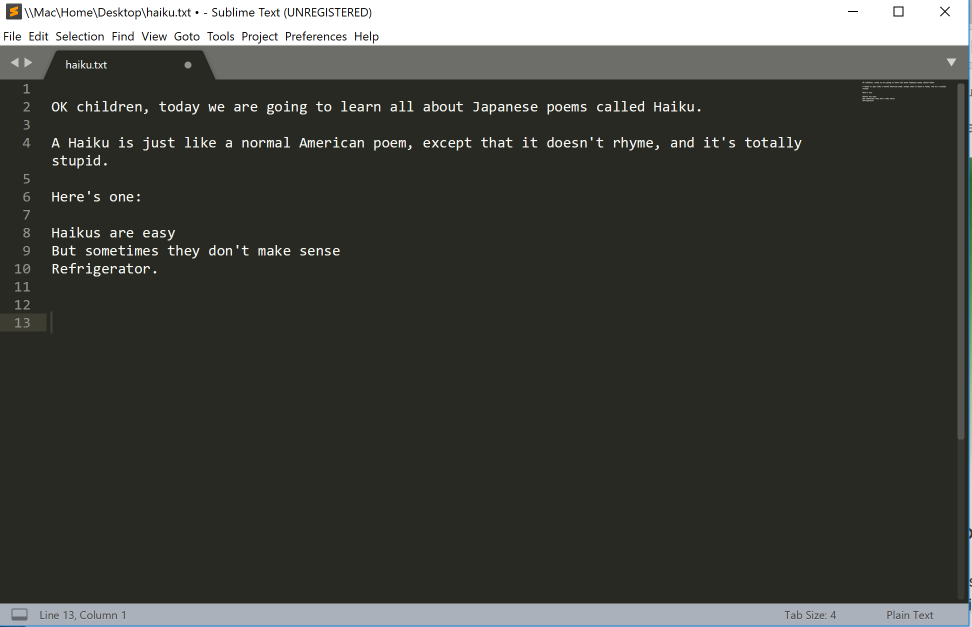 \\Mac\Home\Desktop\haiku.txt • - Sublime Text (UNREGISTERED)
File Edit Selection Find View Goto Tools Project Preferences Help
haiku.txt
1
2 OK children, today we are going to learn all about Japanese poems called Haiku.
3
4 A Haiku is just like a normal American poem, except that it doesn't rhyme, and it's totally
stupid.
5
6 Here's one:
7
8 Haikus are easy
9 But sometimes they don't make sense
10 Refrigerator.
11
12
13
Line 13, Column 1 Tab Size: 4 Plain Text